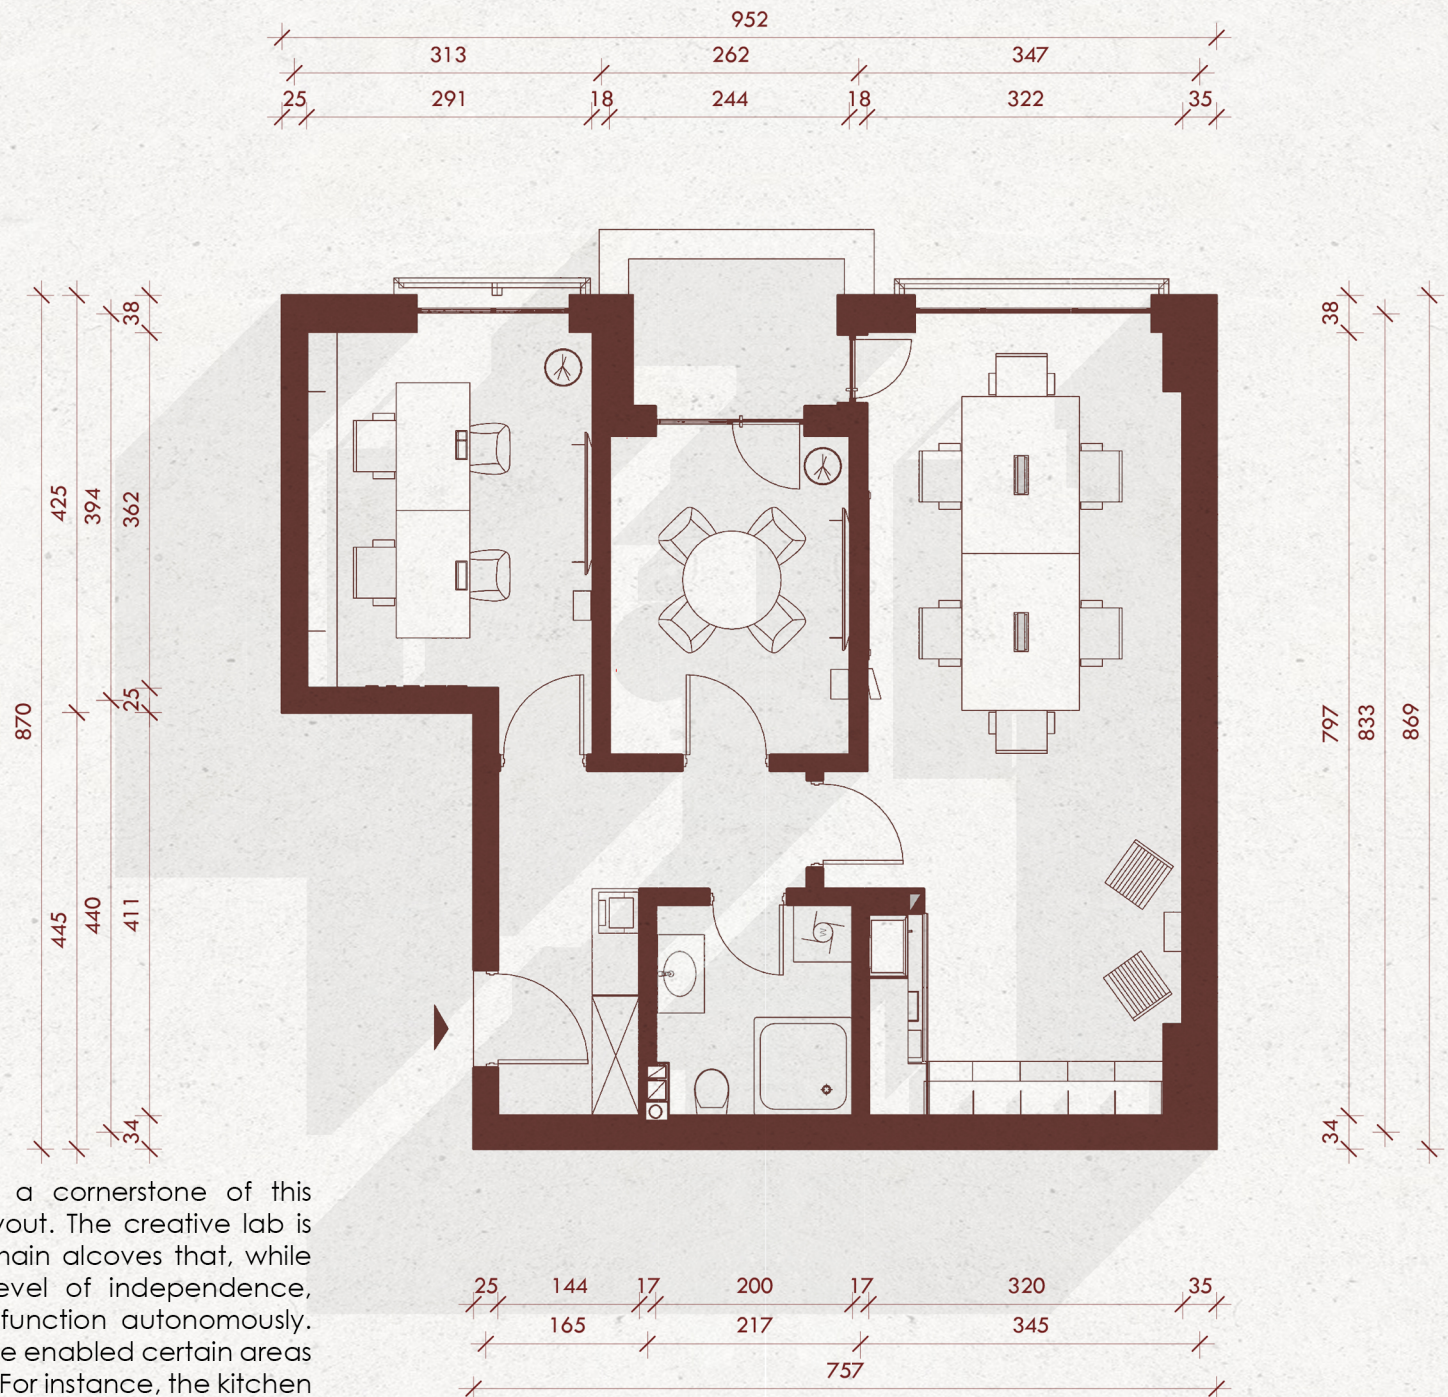 952
313 262 347
25 291 18 244 18 322 35
870
425 445
394 440
38 362 25 411 34
38 797 34
833
869
W
a cornerstone of this
yout. The creative lab is
main alcoves that, while
evel of independence,
function autonomously.
e enabled certain areas
For instance, the kitchen
25 144 17 200 17 320 35
165 217 345
757